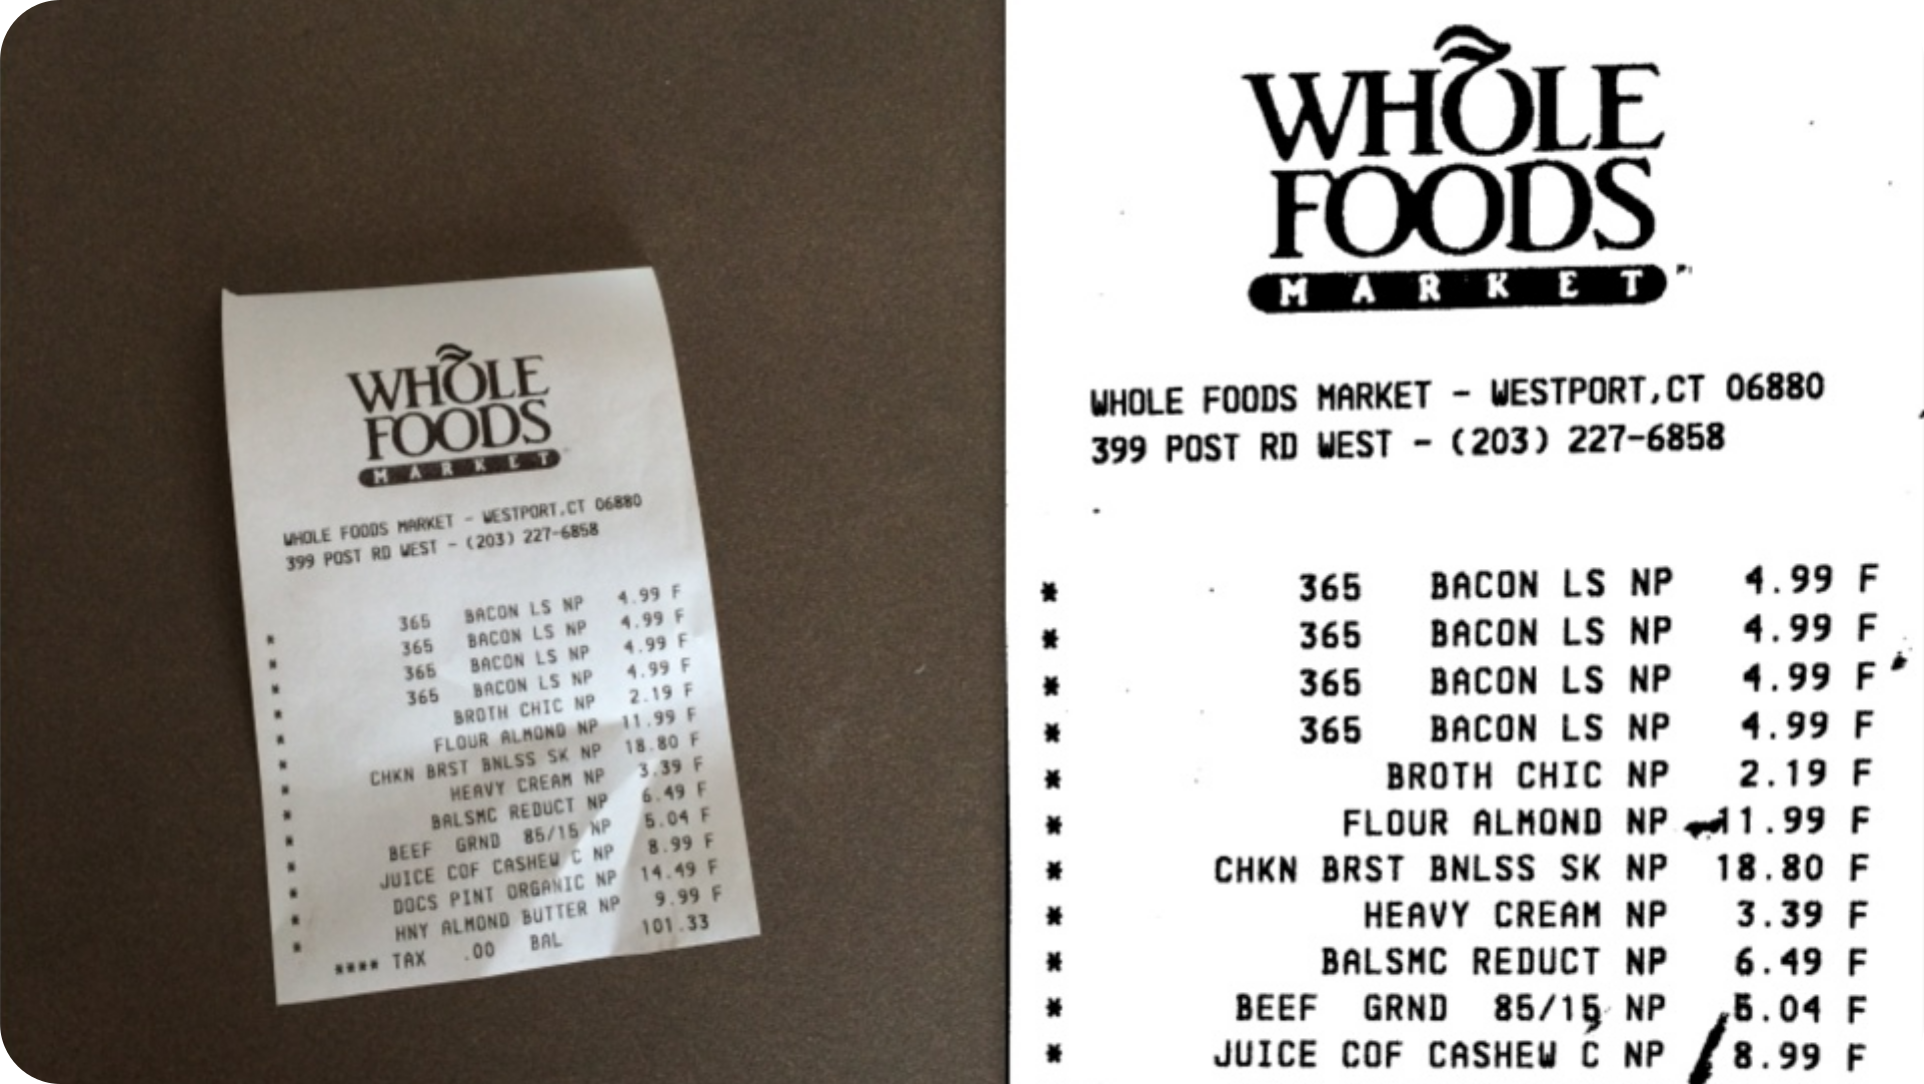 WHOLE
FOODS
MARKET
WHOLE FOODS MARKET - WESTPORT,CT 06880
399 POST RD WEST - (203) 227-6858
365 BACON LS NP 4.99 F
* 365 BACON LS NP 4.99 F
* 365 BACON LS NP 4.99 F
* 365 BACON LS NP 4.99 F
* BROTH CHIC NP 2.19 F
* FLOUR ALMOND NP 11.99 F
* CHKN BRST BNLSS SK NP 18.80 F
* HEAVY CREAM NP 3.39 F
* BALSMC REDUCT NP 6.49 F
* BEEF GRND 85/15 NP 5.04 F
* JUICE COF CASHEW C NP 8.99 F
* DOCS PINT ORGANIC NP 14.49 F
* HNY ALMOND BUTTER NP 9.99 F
**** TAX .00 BAL 101.33
WHOLE
FOODS
MARKET
WHOLE FOODS MARKET - WESTPORT,CT 06880
399 POST RD WEST - (203) 227-6858
* 365 BACON LS NP 4.99 F
* 365 BACON LS NP 4.99 F
* 365 BACON LS NP 4.99 F
* 365 BACON LS NP 4.99 F
* BROTH CHIC NP 2.19 F
* FLOUR ALMOND NP 11.99 F
* CHKN BRST BNLSS SK NP 18.80 F
* HEAVY CREAM NP 3.39 F
* BALSMC REDUCT NP 6.49 F
* BEEF GRND 85/15 NP 5.04 F
* JUICE COF CASHEW C NP 8.99 F